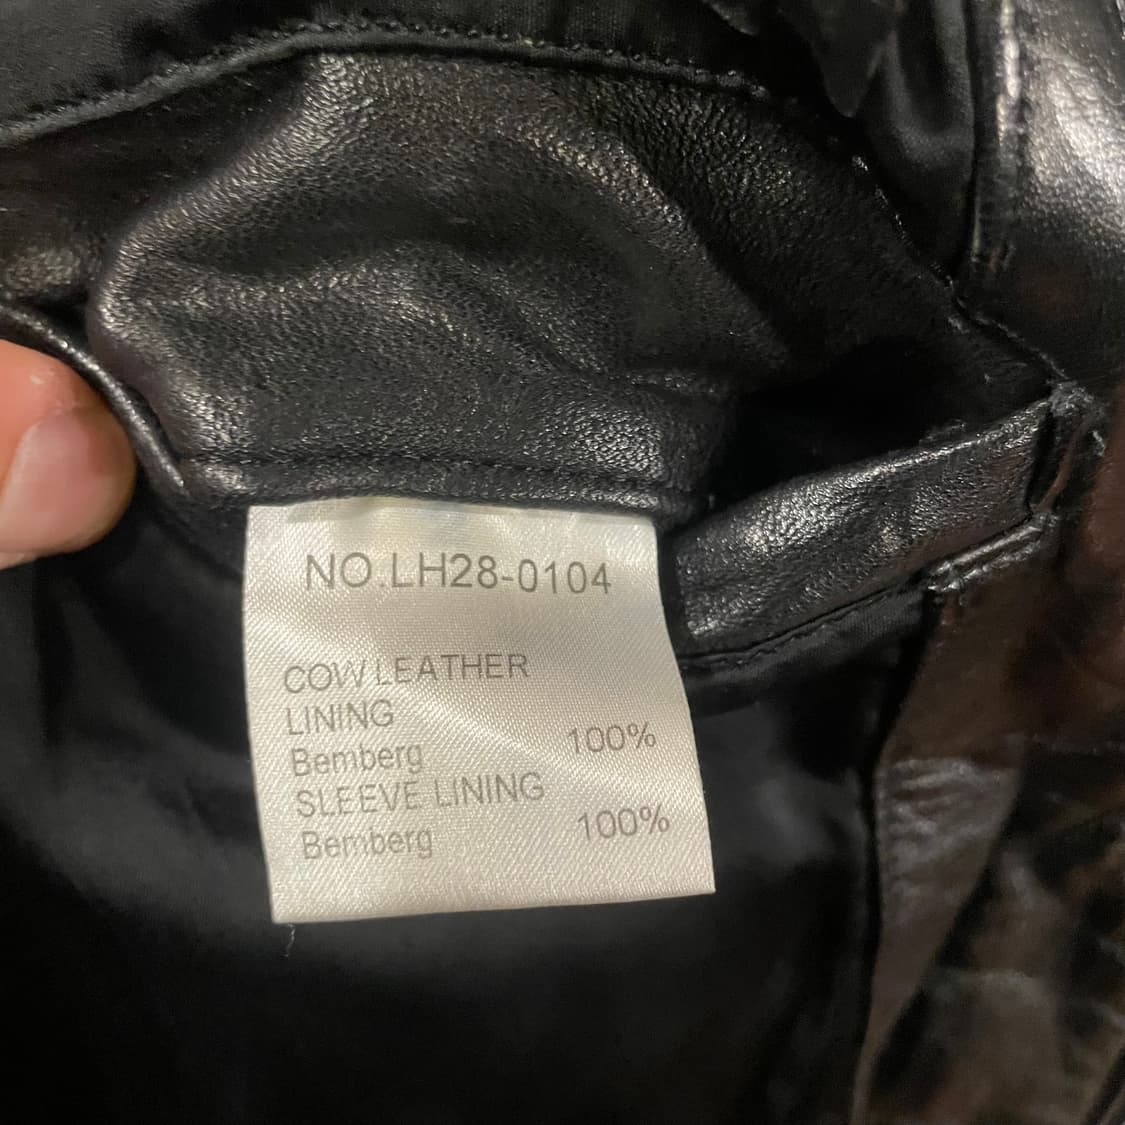 NO.LH28-0104
COW LEATHER
LINING
Bemberg 100%
SLEEVE LINING
Bemberg 100%